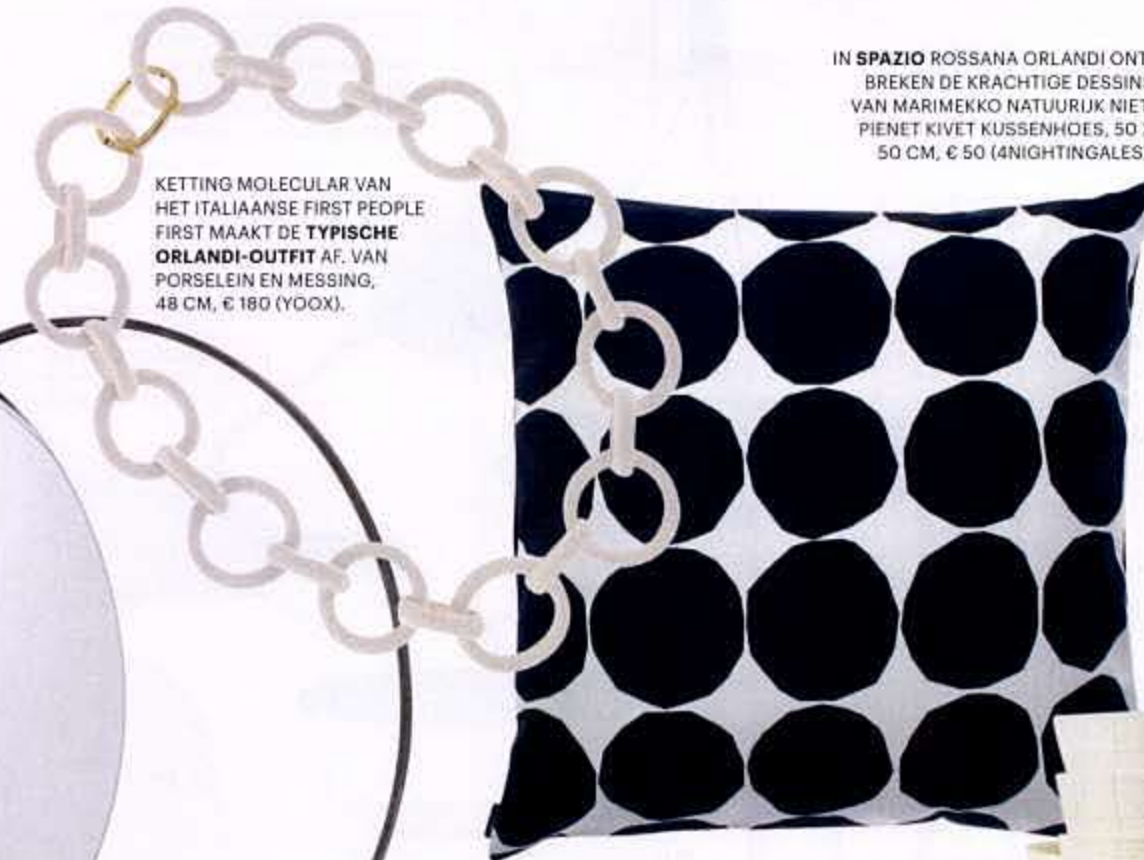 IN SPAZIO ROSSANA ORLANDI ONT
BREKEN DE KRACHTIGE DESSIN
VAN MARIMEKKO NATUURIJK NIET
PIENET KIVET KUSSENHOES, 50
50 CM, € 50 (4NIGHTINGALES
KETTING MOLECULAR VAN
HET ITALIAANSE FIRST PEOPLE
FIRST MAAKT DE TYPISCHE
ORLANDI-OUTFIT AF. VAN
PORSELEIN EN MESSING,
48 CM, € 180 (YOOX).